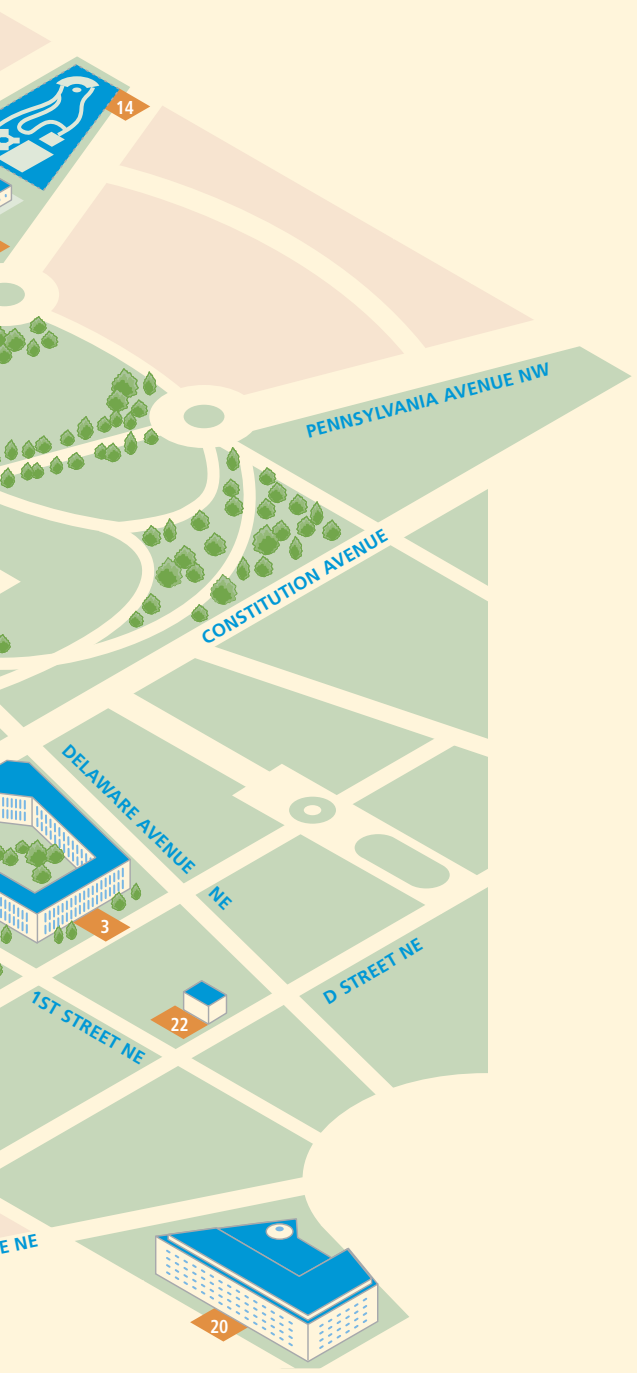 14
PENNSYLVANIA AVENUE NW
CONSTITUTION AVENUE
DELAWARE AVENUE NE
3
D STREET NE
22
1ST STREET NE
E NE
20